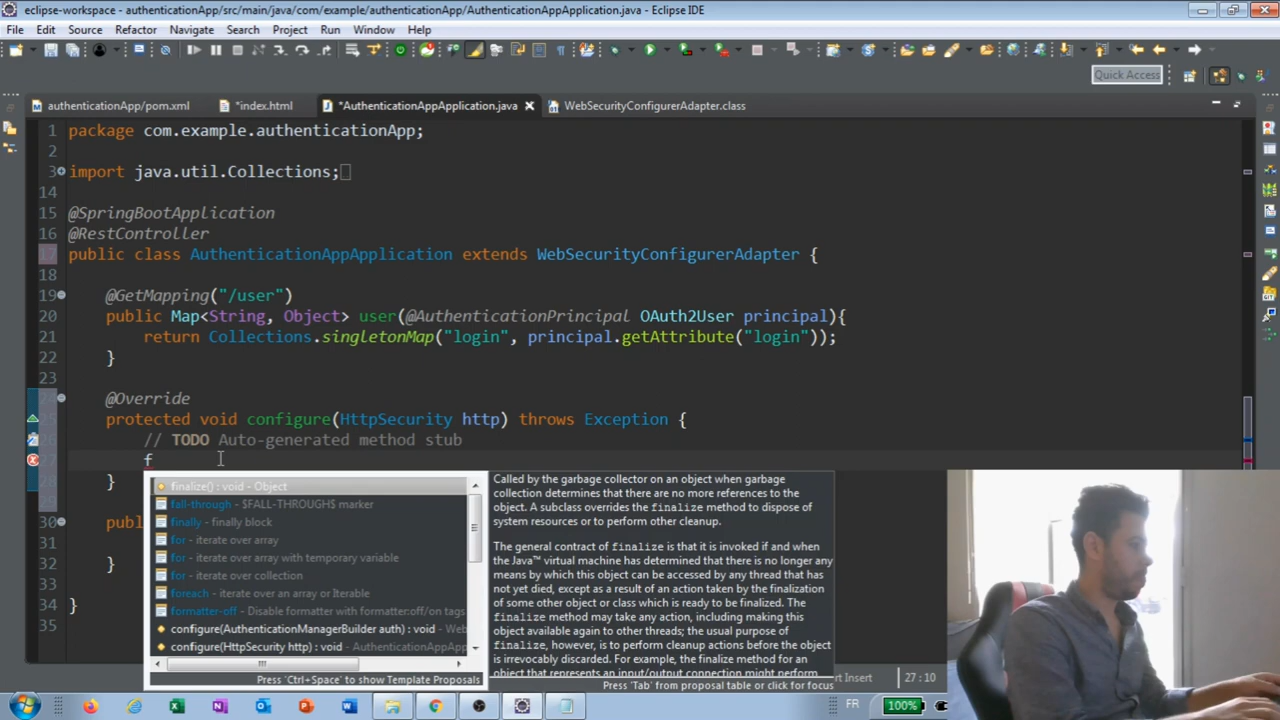 eclipse-workspace - authenticationApp/src/main/java/com/example/authenticationApp/AuthenticationAppApplication.java - Eclipse IDE
File Edit Source Refactor Navigate Search Project Run Window Help
Quick Access
authenticationApp/pom.xml *index.html *AuthenticationAppApplication.java WebSecurityConfigurerAdapter.class
1 package com.example.authenticationApp;
2
3 import java.util.Collections;
14
15 @SpringBootApplication
16 @RestController
17 public class AuthenticationAppApplication extends WebSecurityConfigurerAdapter {
18
19 @GetMapping("/user")
20 public Map<String, Object> user(@AuthenticationPrincipal OAuth2User principal){
21 return Collections.singletonMap("login", principal.getAttribute("login"));
22 }
23
24 @Override
25 protected void configure(HttpSecurity http) throws Exception {
26 // TODO Auto-generated method stub
27 f
28 }
29
30 publ
31
32 }
33
34 }
35
finalize() : void - Object
fall-through - $FALL-THROUGH$ marker
finally - finally block
for - iterate over array
for - iterate over array with temporary variable
for - iterate over collection
foreach - iterate over an array or Iterable
formatter-off - Disable formatter with formatter:off/on tags
configure(AuthenticationManagerBuilder auth) : void - Web
configure(HttpSecurity http) : void - AuthenticationAppApp
Press 'Ctrl+Space' to show Template Proposals
Called by the garbage collector on an object when garbage
collection determines that there are no more references to the
object. A subclass overrides the finalize method to dispose of
system resources or to perform other cleanup.
The general contract of finalize is that it is invoked if and when
the Java™ virtual machine has determined that there is no longer any
means by which this object can be accessed by any thread that has
not yet died, except as a result of an action taken by the finalization
of some other object or class which is ready to be finalized. The
finalize method may take any action, including making this
object available again to other threads; the usual purpose of
finalize, however, is to perform cleanup actions before the object
is irrevocably discarded. For example, the finalize method for an
object that represents an input/output connection might perform
Press 'Tab' from proposal table or click for focus
rt Insert 27 : 10
FR 100%